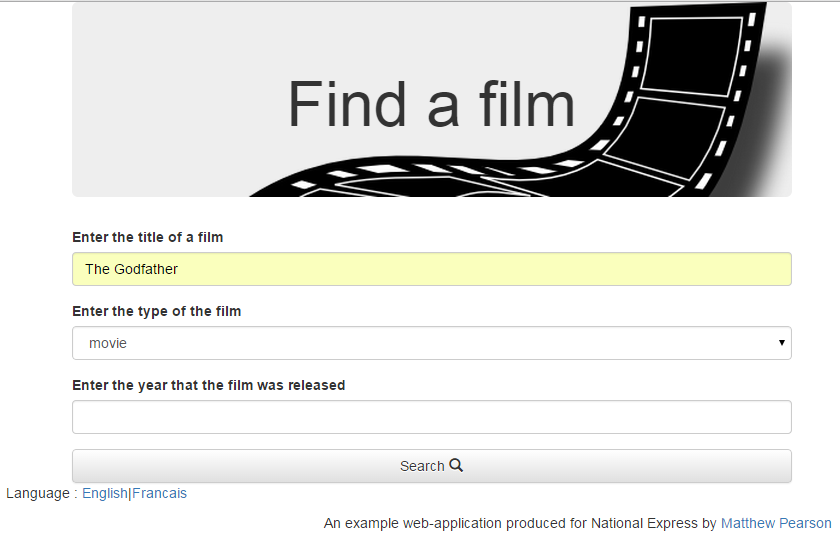 Find a film
Enter the title of a film
The Godfather
Enter the type of the film
movie
Enter the year that the film was released
Search
Language : English|Francais
An example web-application produced for National Express by Matthew Pearson